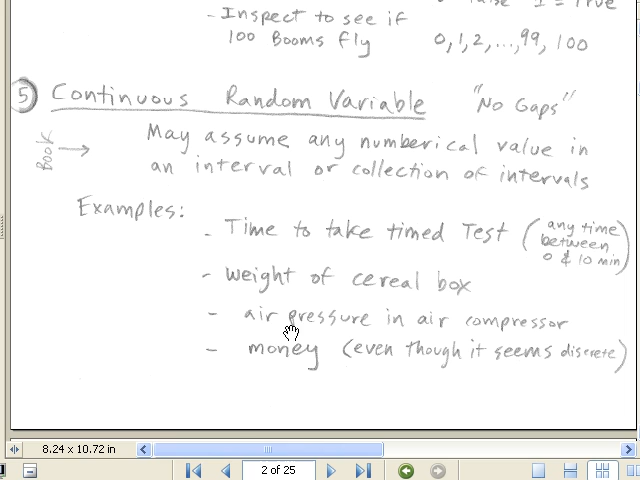 - Inspect to see if
100 Booms fly 0, 1, 2, ..., 99, 100
5 Continuous Random Variable "No Gaps"
Book → May assume any numberical value in
an interval or collection of intervals
Examples:
- Time to take timed Test (any time
between
0 & 10 min)
- weight of cereal box
- air pressure in air compressor
- money (even though it seems discrete)
8.24 x 10.72 in
2 of 25